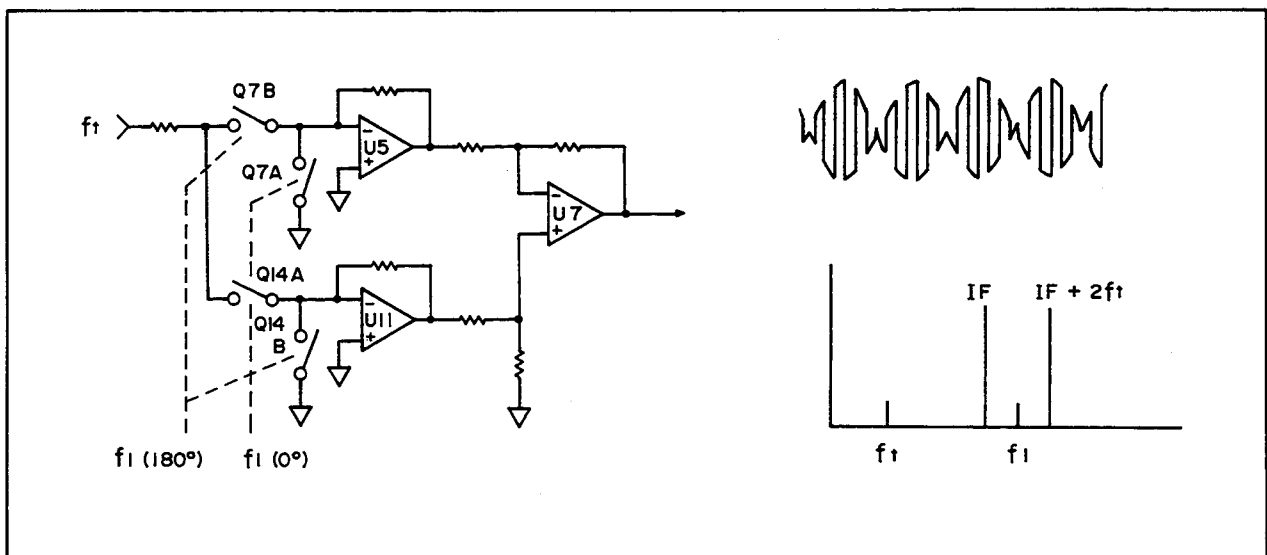 Q7B
ft
U5
- +
Q7A
U7
- +
Q14A
Q14
B
U11
- +
f1 (180°) f1 (0°)
IF IF + 2ft
ft f1